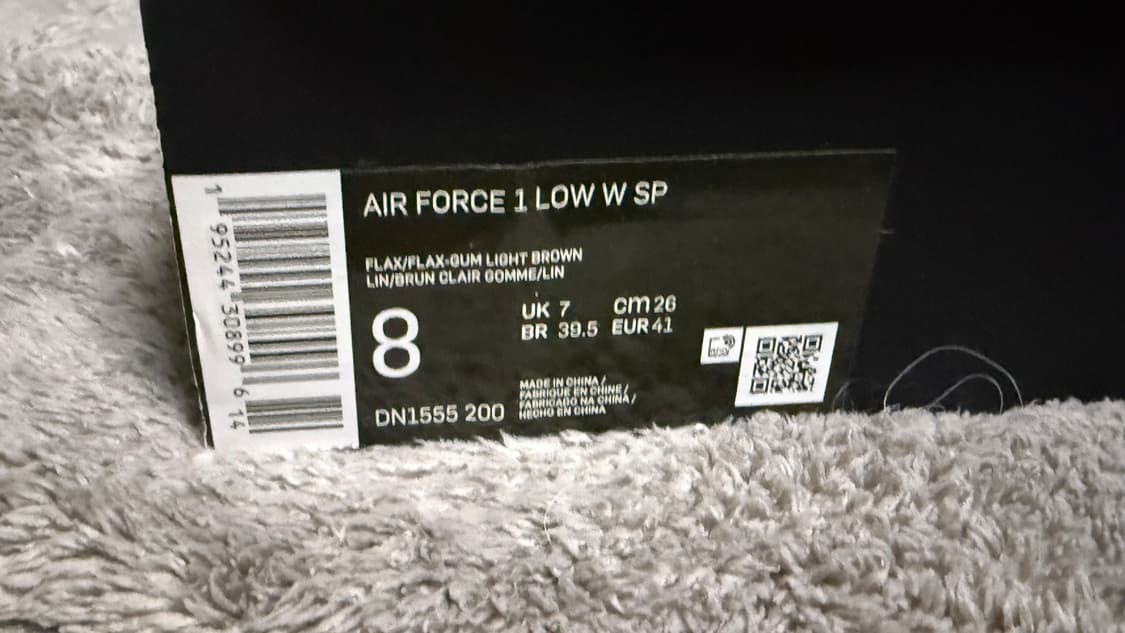 AIR FORCE 1 LOW W SP
FLAX/FLAX-GUM LIGHT BROWN
LIN/BRUN CLAIR GOMME/LIN
8
UK 7 cm 26
BR 39.5 EUR 41
MADE IN CHINA/
FABRIQUE EN CHINE/
FABRICADO NA CHINA/
HECHO EN CHINA
DN1555 200
1 95244 30899 6 14